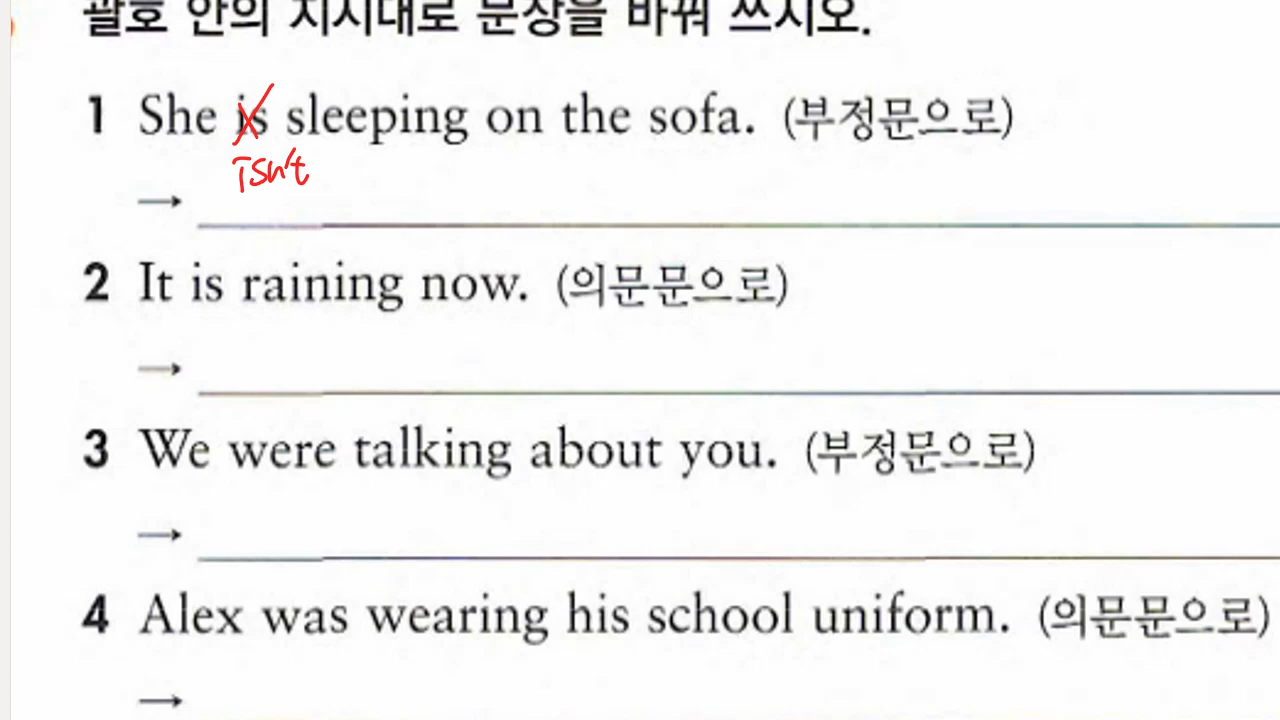 괄호 안의 지시대로 문장을 바꿔 쓰시오.
1 She is sleeping on the sofa. (부정문으로)
isn't
→
2 It is raining now. (의문문으로)
→
3 We were talking about you. (부정문으로)
→
4 Alex was wearing his school uniform. (의문문으로)
→